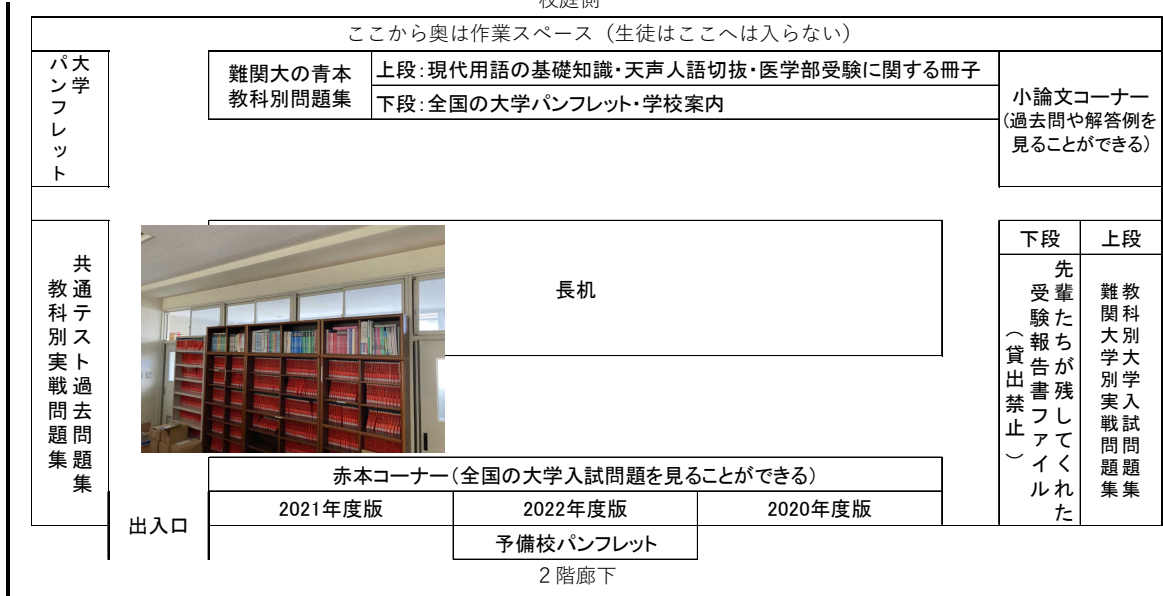 校庭側
ここから奥は作業スペース（生徒はここへは入らない）
大学
パンフレット
難関大の青本
教科別問題集
上段：現代用語の基礎知識・天声人語切抜・医学部受験に関する冊子
下段：全国の大学パンフレット・学校案内
小論文コーナー
（過去問や解答例を
見ることができる）
共通テスト過去問題集
教科別実戦問題集
長机
下段
上段
先輩たちが残してくれた
受験報告書ファイル
（貸出禁止）
教科別大学入試問題集
難関大学別実戦問題集
赤本コーナー（全国の大学入試問題を見ることができる）
2021年度版
2022年度版
2020年度版
出入口
予備校パンフレット
２階廊下